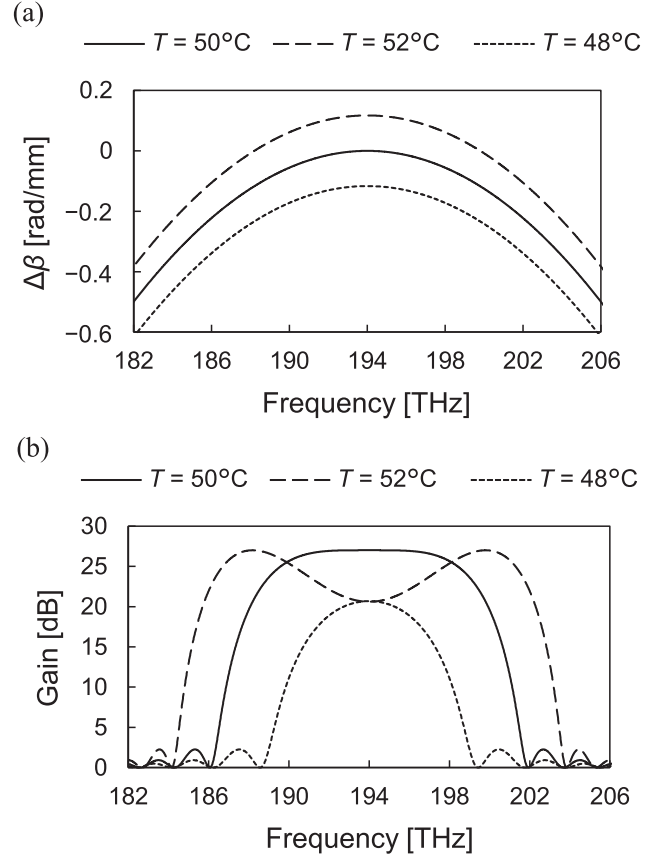 (a)
T = 50°C T = 52°C T = 48°C
0.2
0
−0.2
−0.4
−0.6
Δβ [rad/mm]
182 186 190 194 198 202 206
Frequency [THz]
(b)
T = 50°C T = 52°C T = 48°C
30
25
20
15
10
5
0
Gain [dB]
182 186 190 194 198 202 206
Frequency [THz]